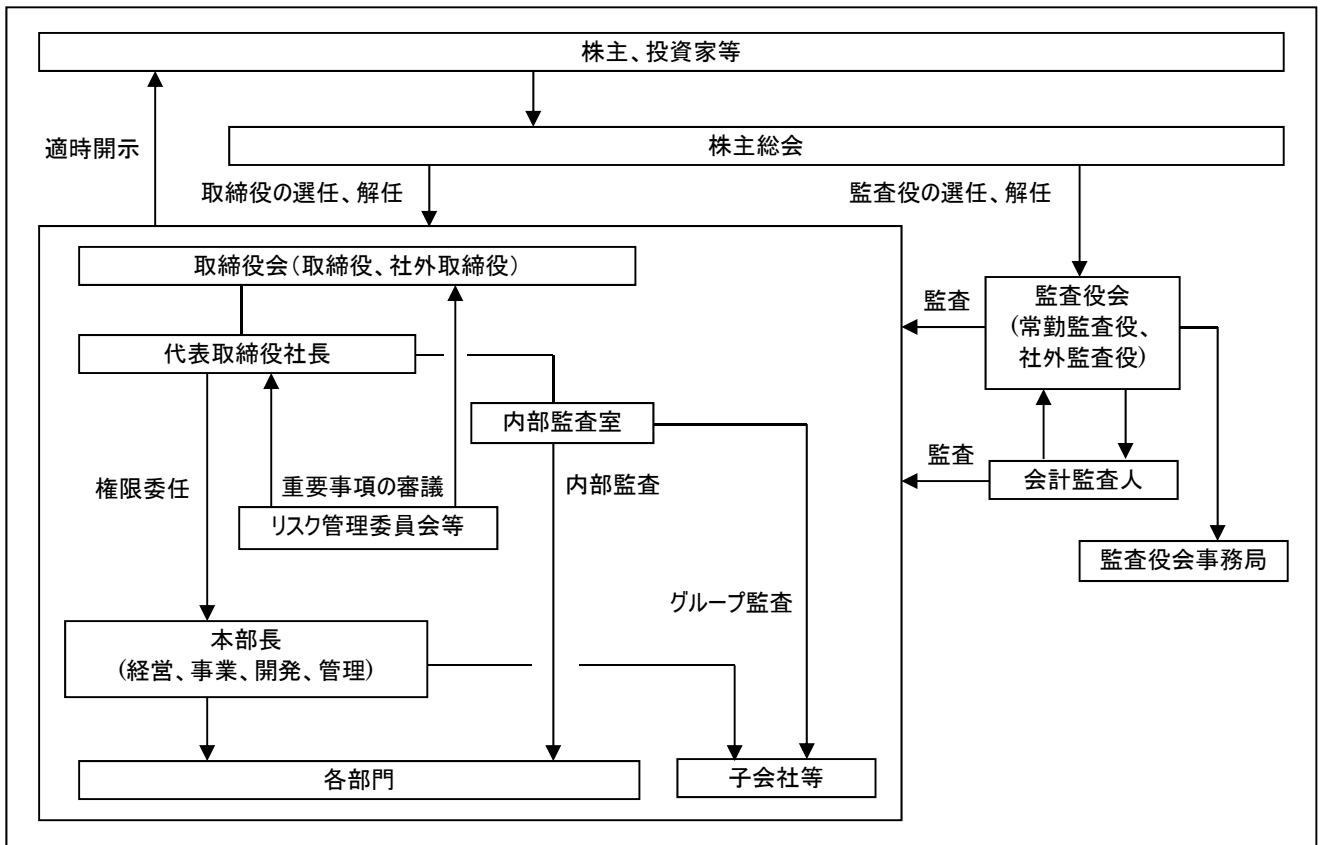 株主、投資家等
適時開示
株主総会
取締役の選任、解任
監査役の選任、解任
取締役会(取締役、社外取締役)
監査
監査役会
(常勤監査役、
社外監査役)
代表取締役社長
内部監査室
監査
会計監査人
権限委任
重要事項の審議
内部監査
リスク管理委員会等
監査役会事務局
グループ監査
本部長
(経営、事業、開発、管理)
各部門
子会社等